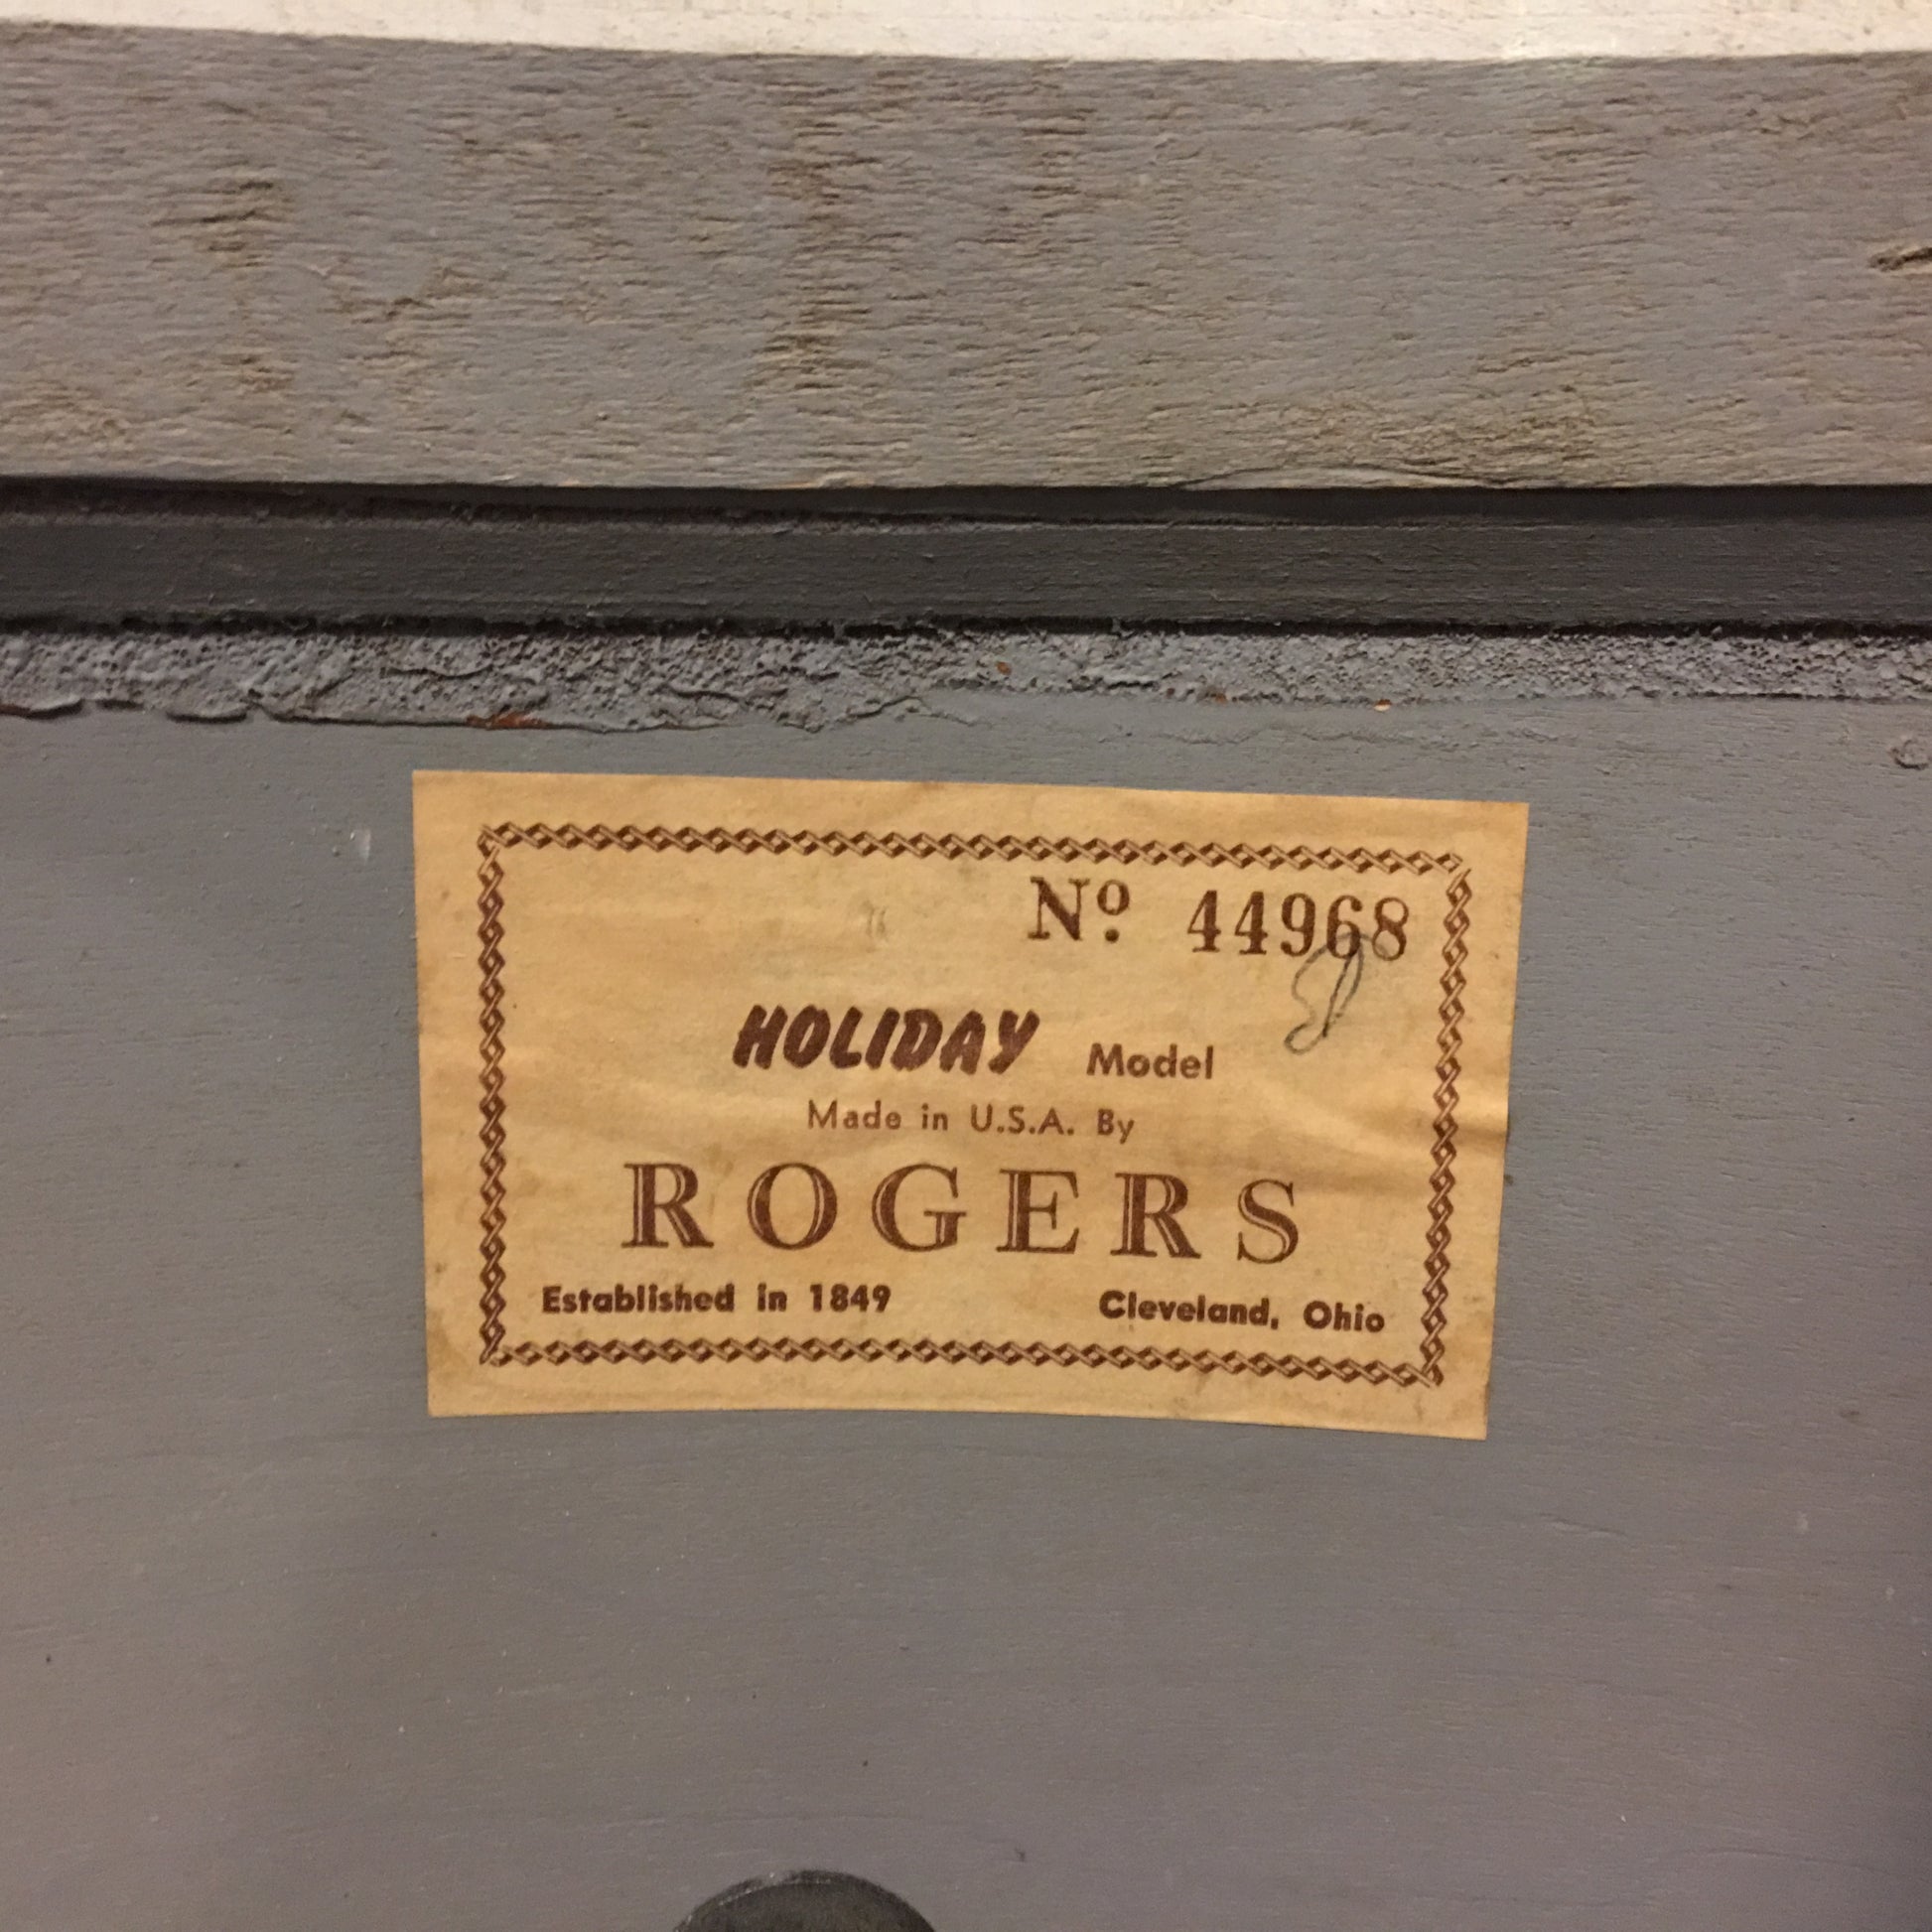 Nº 44968
HOLIDAY Model
Made in U.S.A. By
ROGERS
Established in 1849 Cleveland, Ohio